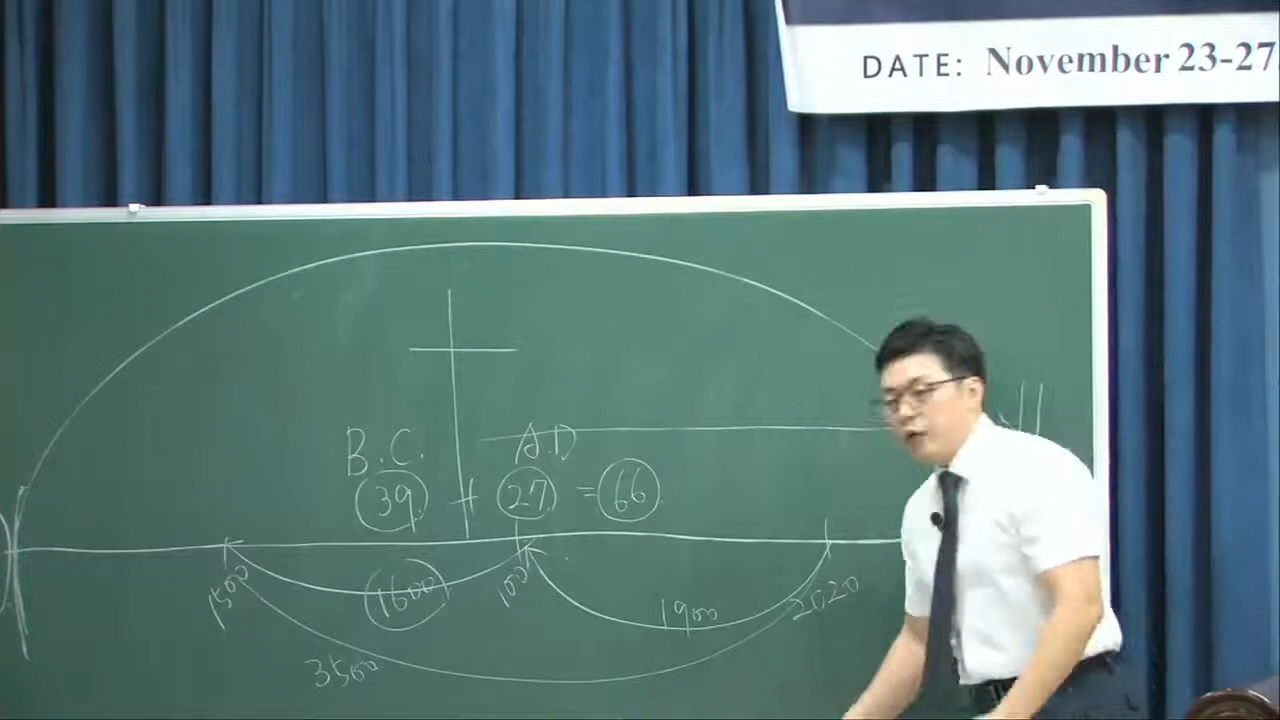 DATE: November 23-27
B.C. A.D
39 + 27 = 66
1500 1600 100 1900 2020
3500